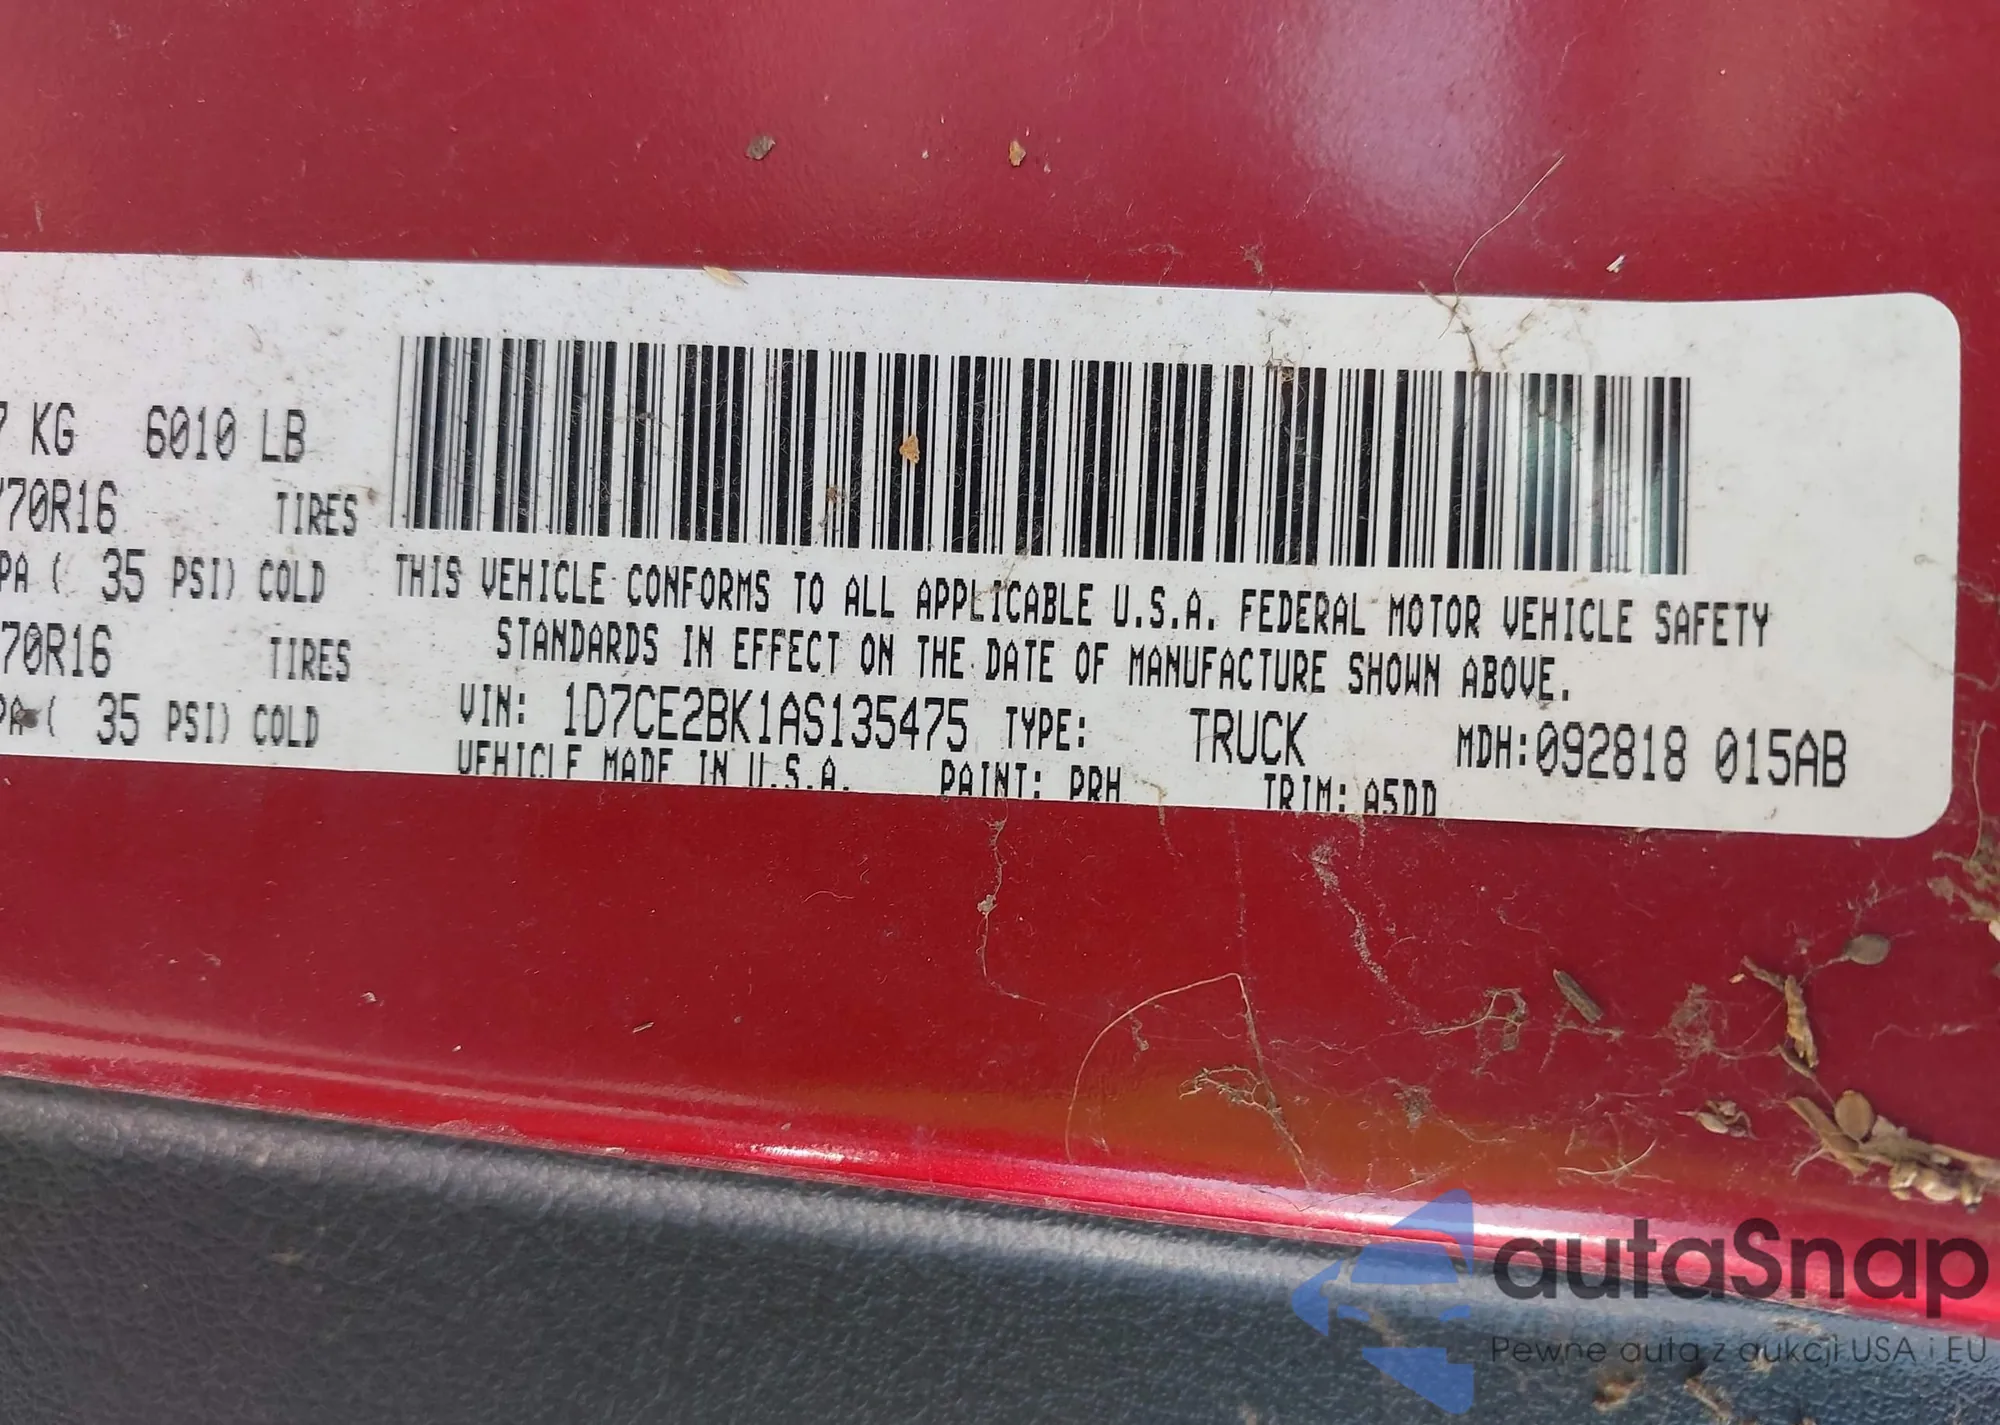 7 KG 6010 LB
70R16 TIRES
PA ( 35 PSI) COLD
70R16 TIRES
PA ( 35 PSI) COLD
THIS VEHICLE CONFORMS TO ALL APPLICABLE U.S.A. FEDERAL MOTOR VEHICLE SAFETY
STANDARDS IN EFFECT ON THE DATE OF MANUFACTURE SHOWN ABOVE.
VIN: 1D7CE2BK1AS135475 TYPE: TRUCK MDH:092818 015AB
VEHICLE MADE IN U.S.A. PAINT: PRH TRIM: A5DD
autaSnap
Pewne auta z aukcji USA i EU